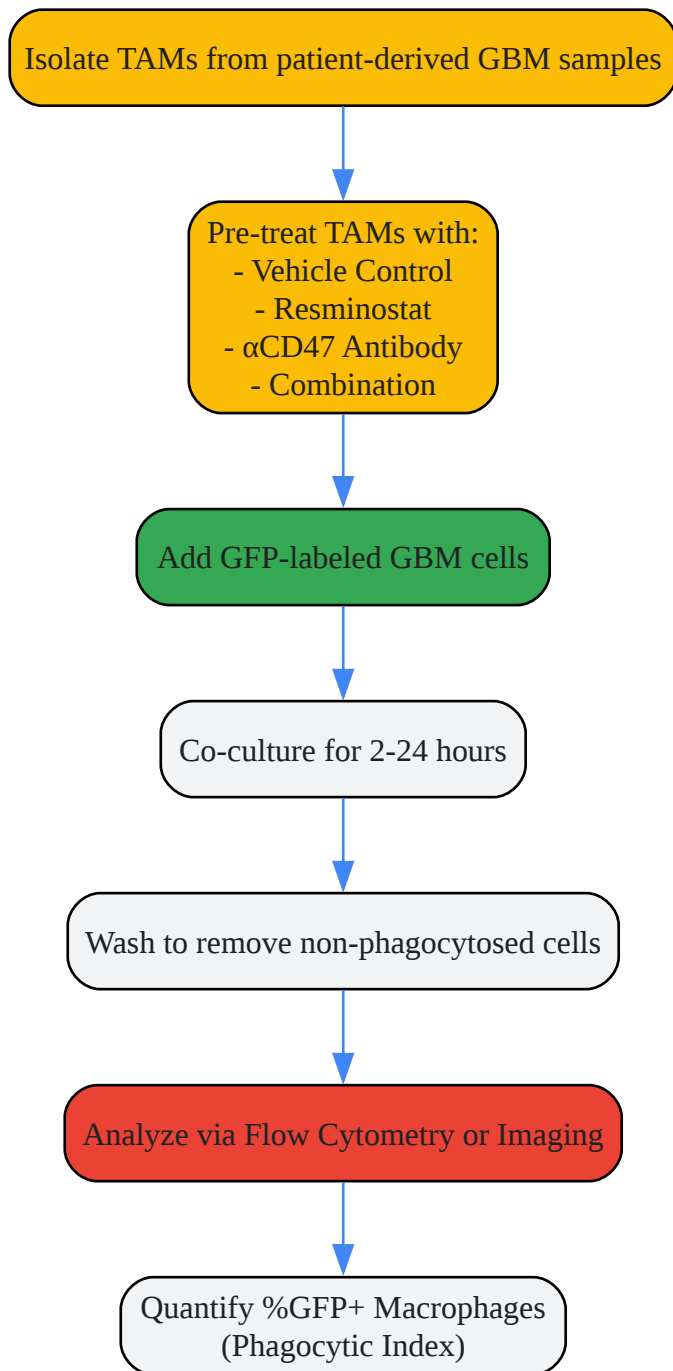 Isolate TAMs from patient-derived GBM samples
Pre-treat TAMs with:
- Vehicle Control
- Resminostat
- αCD47 Antibody
- Combination
Add GFP-labeled GBM cells
Co-culture for 2-24 hours
Wash to remove non-phagocytosed cells
Analyze via Flow Cytometry or Imaging
Quantify %GFP+ Macrophages
(Phagocytic Index)